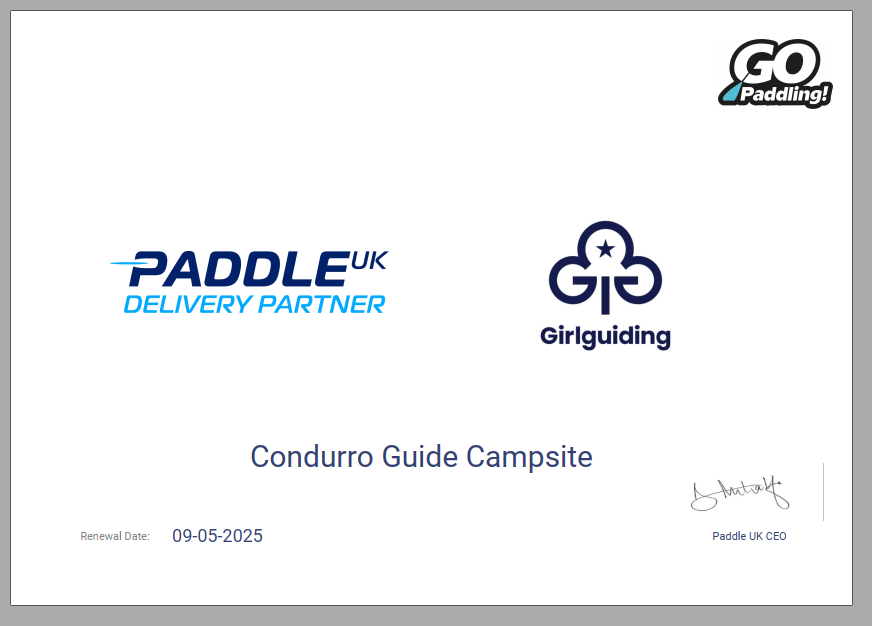 GO
Paddling!
PADDLE UK
DELIVERY PARTNER
Girlguiding
Condurro Guide Campsite
Renewal Date: 09-05-2025
Paddle UK CEO